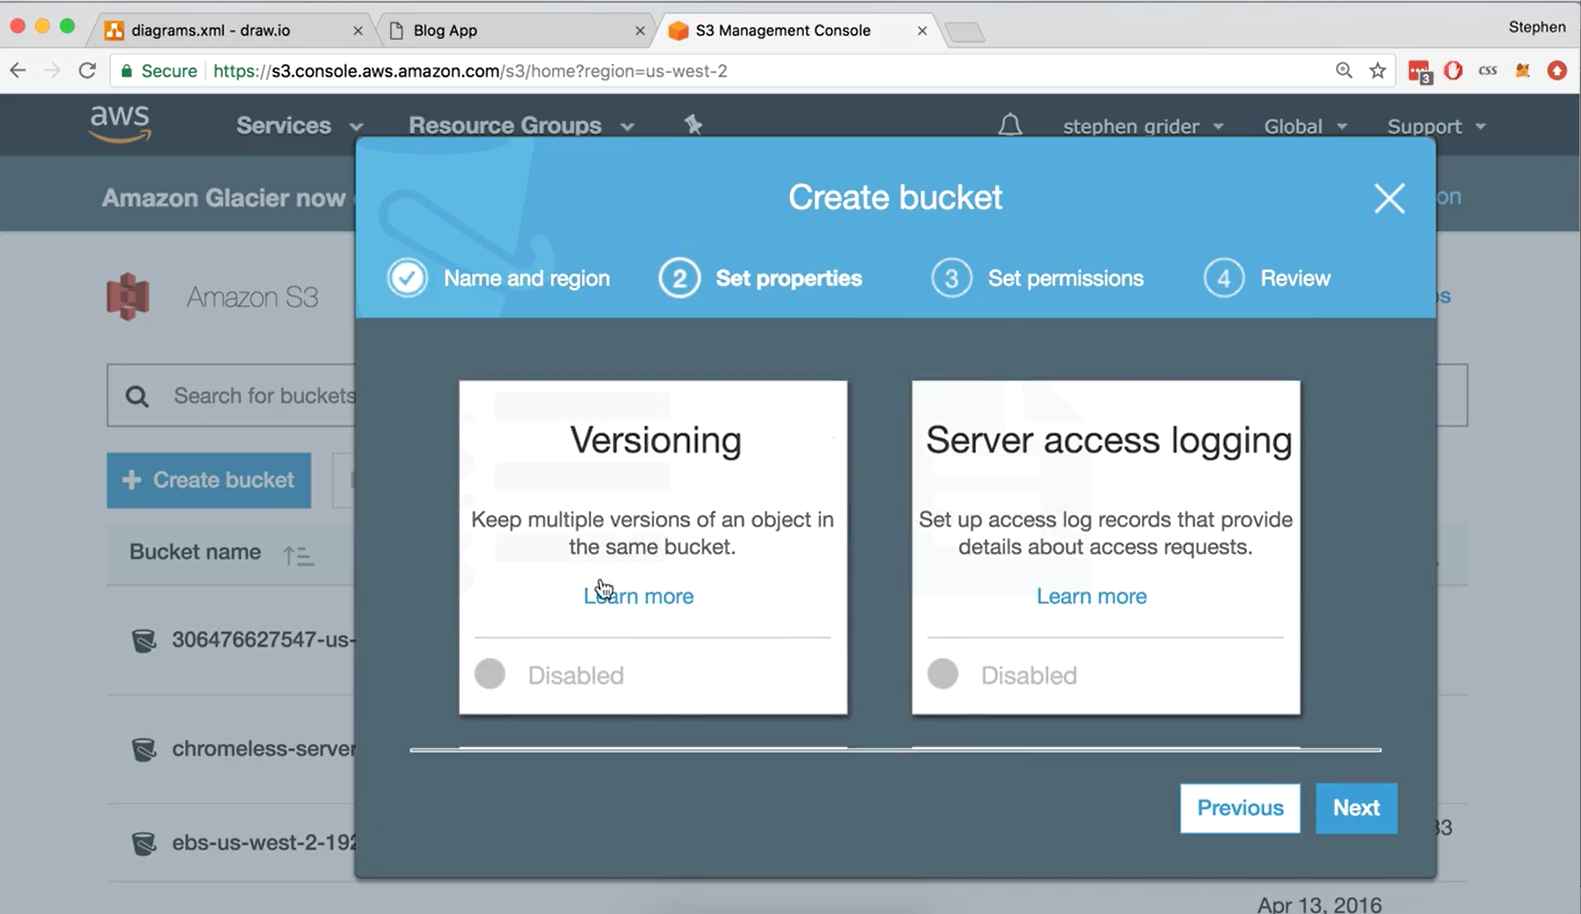 diagrams.xml - draw.io
Blog App
S3 Management Console
Stephen
Secure
https://s3.console.aws.amazon.com/s3/home?region=us-west-2
3
css
aws
Services
Resource Groups
stephen grider
Global
Support
Amazon Glacier now
on
Create bucket
Name and region
2 Set properties
3 Set permissions
4 Review
Amazon S3
Search for buckets
+ Create bucket
Bucket name
306476627547-us-
chromeless-server
ebs-us-west-2-192
Versioning
Keep multiple versions of an object in
the same bucket.
Learn more
Disabled
Server access logging
Set up access log records that provide
details about access requests.
Learn more
Disabled
Previous
Next
Apr 13, 2016